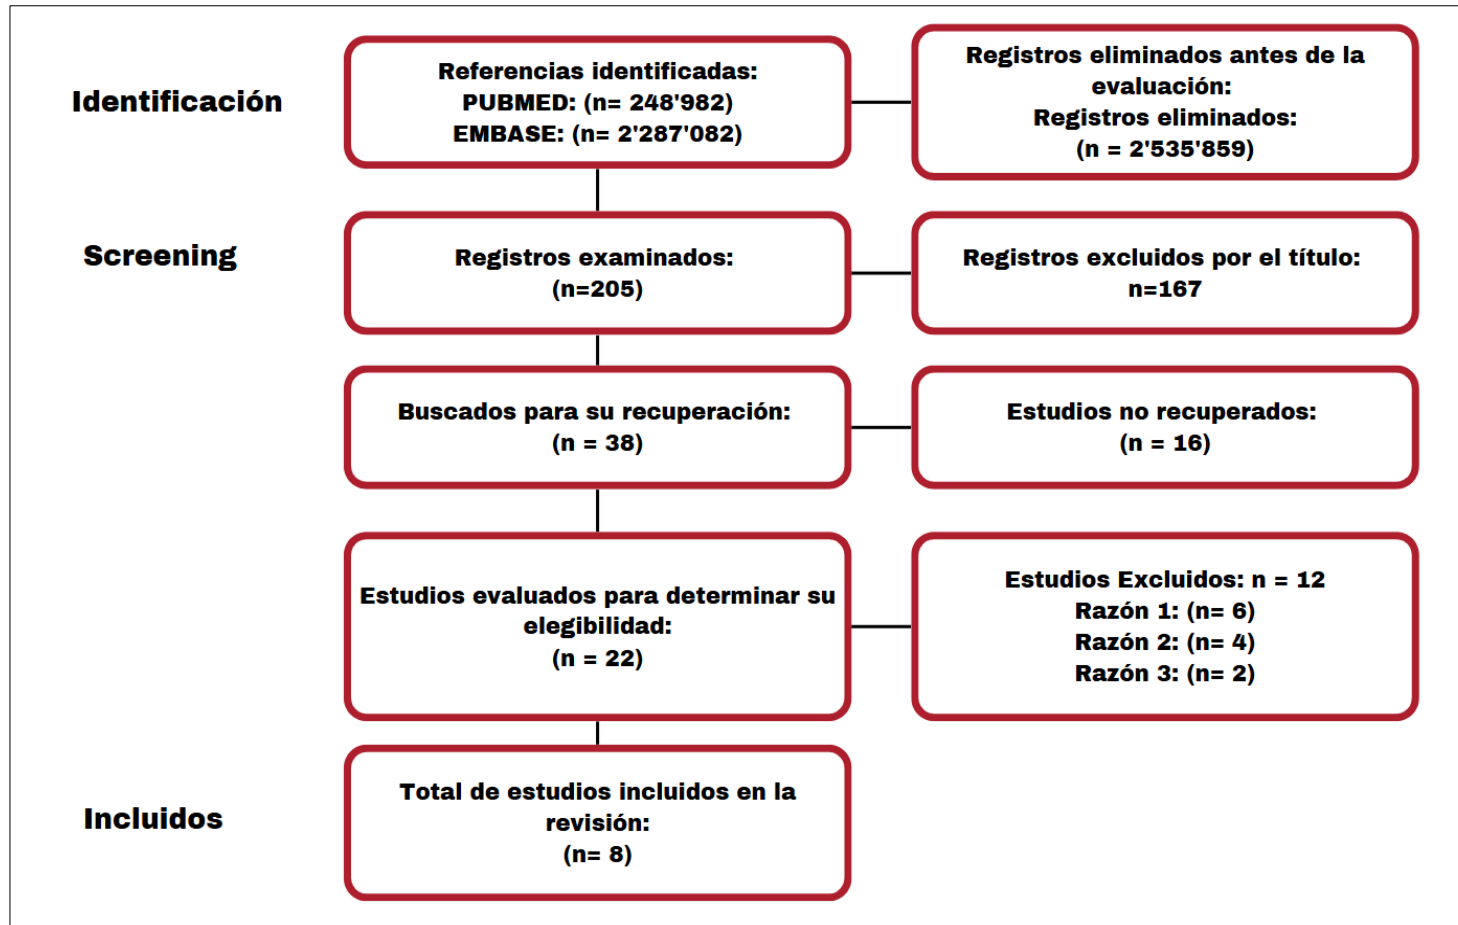 Identificación
Referencias identificadas:
PUBMED: (n= 248'982)
EMBASE: (n= 2'287'082)
Registros eliminados antes de la
evaluación:
Registros eliminados:
(n = 2'535'859)
Screening
Registros examinados:
(n=205)
Registros excluidos por el título:
n=167
Buscados para su recuperación:
(n = 38)
Estudios no recuperados:
(n = 16)
Estudios evaluados para determinar su
elegibilidad:
(n = 22)
Estudios Excluidos: n = 12
Razón 1: (n= 6)
Razón 2: (n= 4)
Razón 3: (n= 2)
Incluidos
Total de estudios incluidos en la
revisión:
(n= 8)